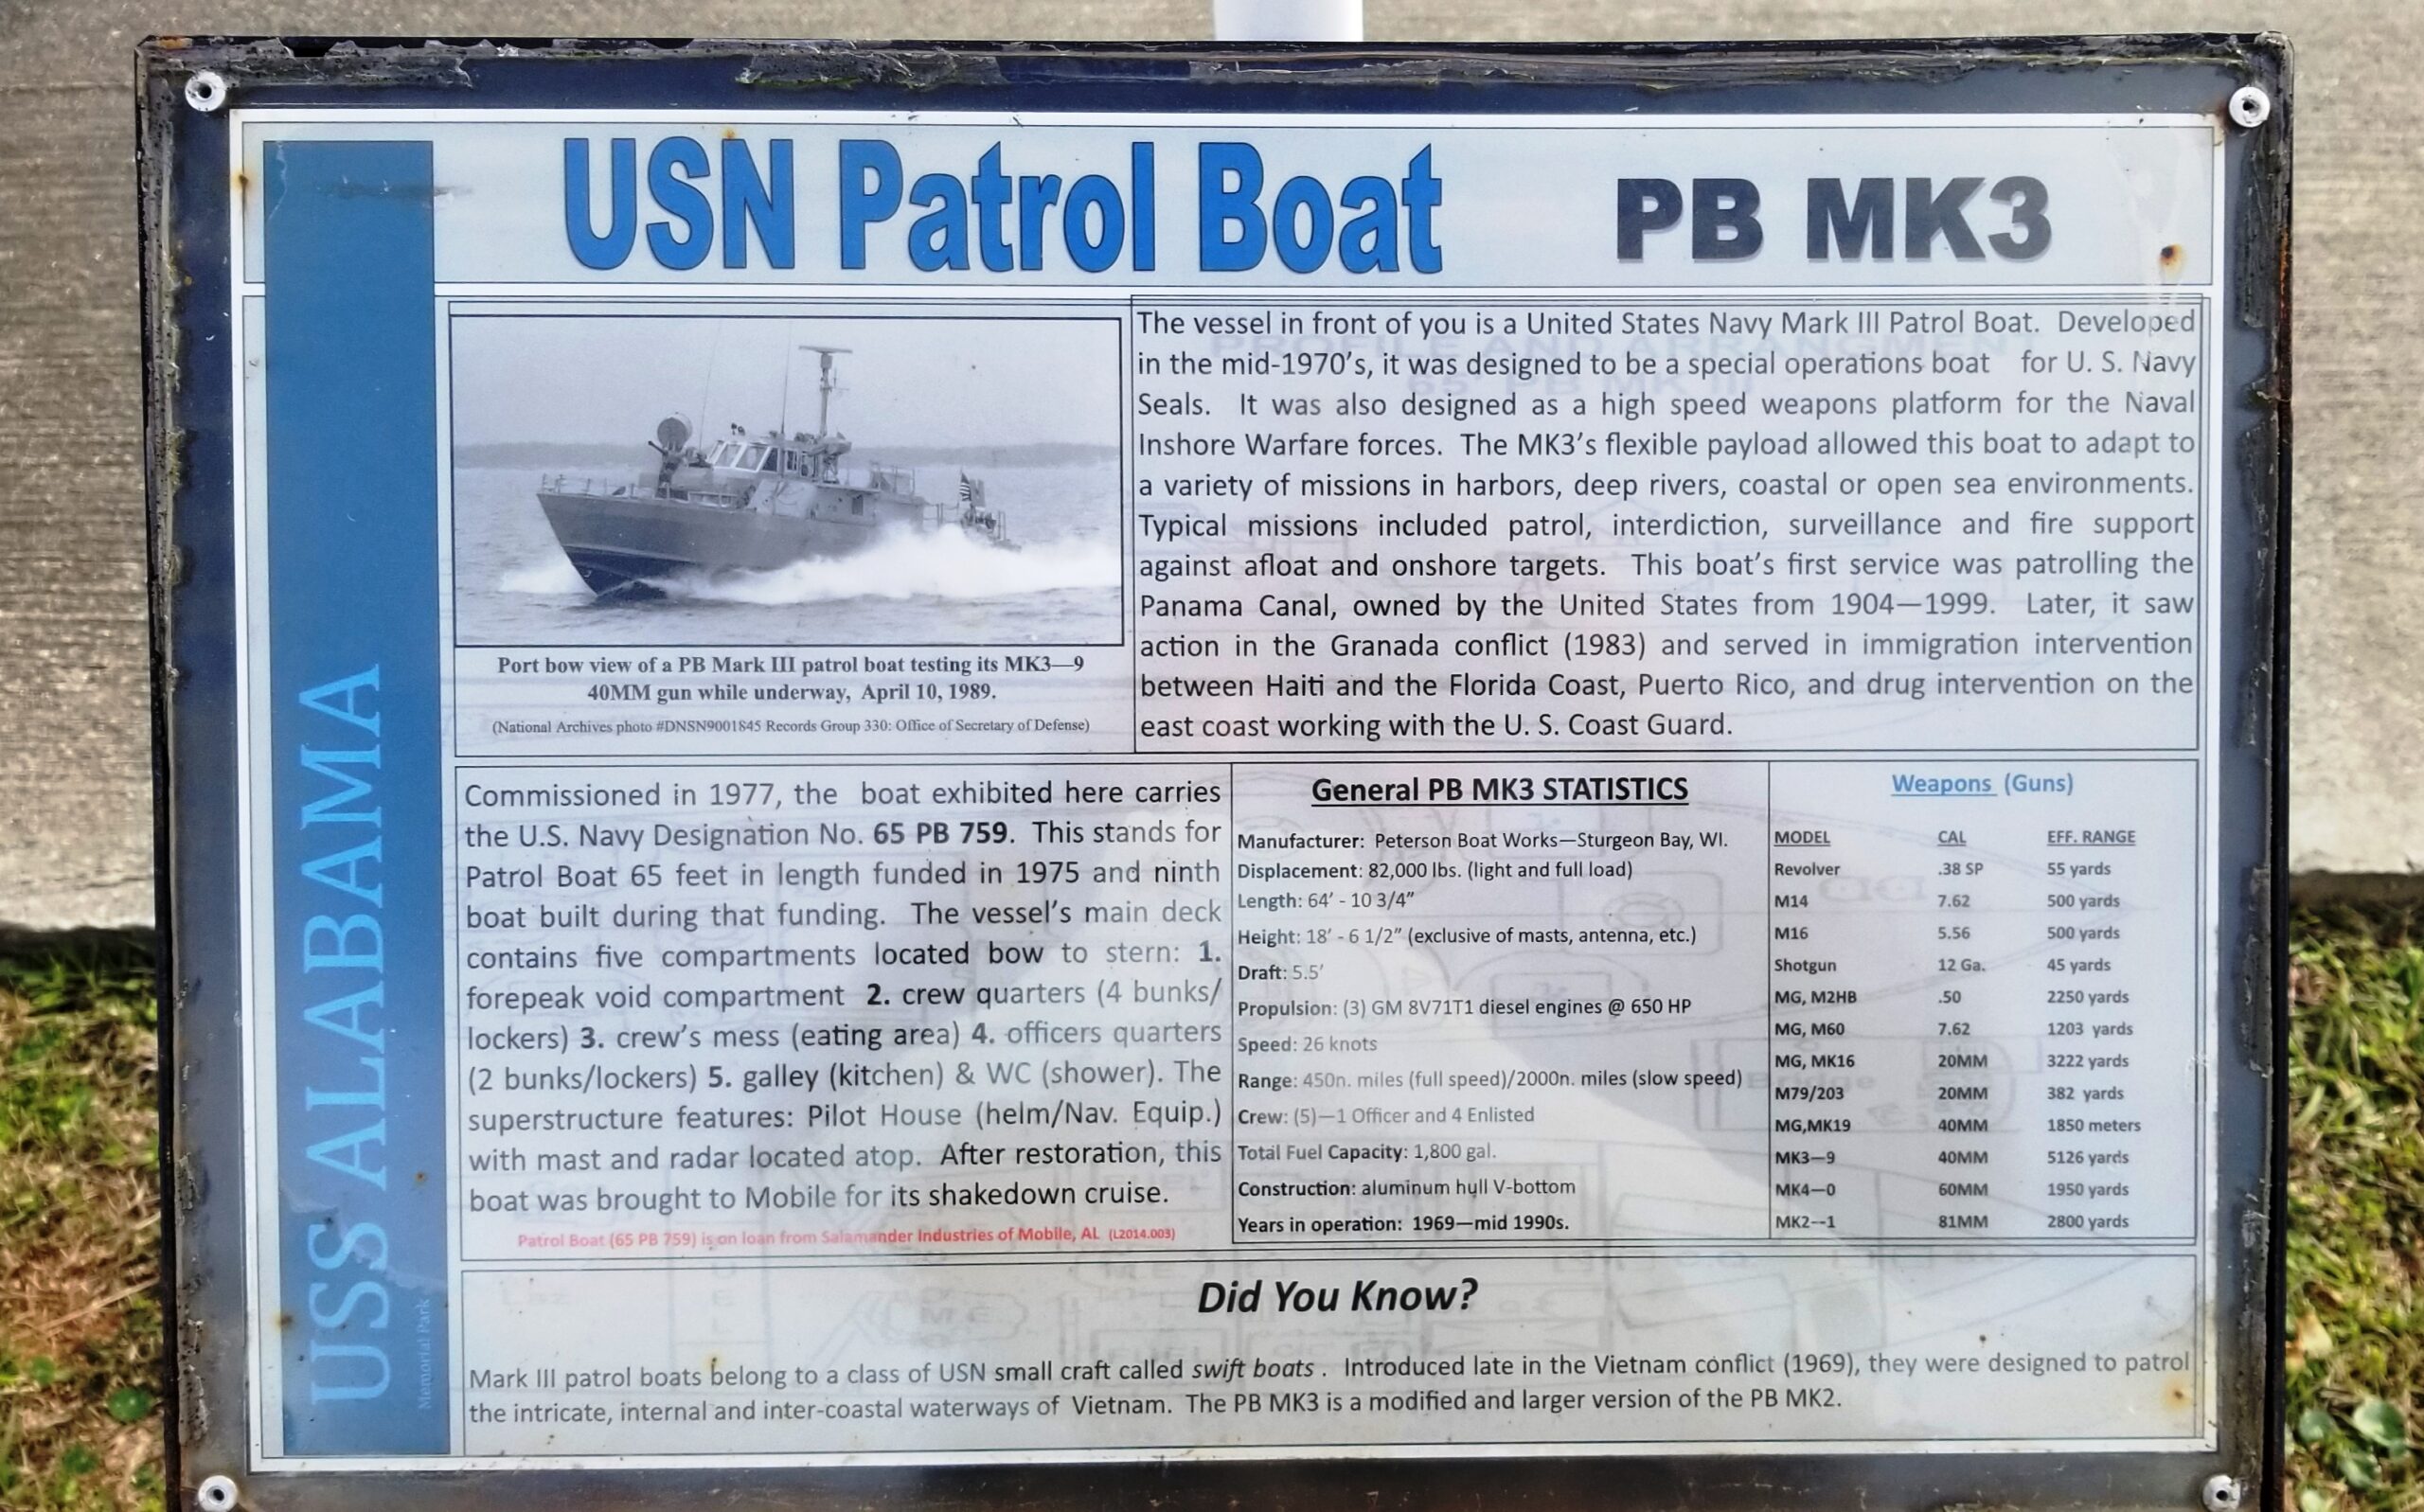 USN Patrol Boat PB MK3
USS ALABAMA
Memorial Park
Port bow view of a PB Mark III patrol boat testing its MK3—9
40MM gun while underway, April 10, 1989.
(National Archives photo #DNSN9001845 Records Group 330: Office of Secretary of Defense)
The vessel in front of you is a United States Navy Mark III Patrol Boat. Developed
in the mid-1970's, it was designed to be a special operations boat for U. S. Navy
Seals. It was also designed as a high speed weapons platform for the Naval
Inshore Warfare forces. The MK3's flexible payload allowed this boat to adapt to
a variety of missions in harbors, deep rivers, coastal or open sea environments.
Typical missions included patrol, interdiction, surveillance and fire support
against afloat and onshore targets. This boat's first service was patrolling the
Panama Canal, owned by the United States from 1904—1999. Later, it saw
action in the Granada conflict (1983) and served in immigration intervention
between Haiti and the Florida Coast, Puerto Rico, and drug intervention on the
east coast working with the U. S. Coast Guard.
Commissioned in 1977, the boat exhibited here carries
the U.S. Navy Designation No. 65 PB 759. This stands for
Patrol Boat 65 feet in length funded in 1975 and ninth
boat built during that funding. The vessel's main deck
contains five compartments located bow to stern: 1.
forepeak void compartment 2. crew quarters (4 bunks/
lockers) 3. crew's mess (eating area) 4. officers quarters
(2 bunks/lockers) 5. galley (kitchen) & WC (shower). The
superstructure features: Pilot House (helm/Nav. Equip.)
with mast and radar located atop. After restoration, this
boat was brought to Mobile for its shakedown cruise.
Patrol Boat (65 PB 759) is on loan from Salamander Industries of Mobile, AL (L2014.003)
General PB MK3 STATISTICS
Manufacturer: Peterson Boat Works—Sturgeon Bay, WI.
Displacement: 82,000 lbs. (light and full load)
Length: 64' - 10 3/4"
Height: 18' - 6 1/2" (exclusive of masts, antenna, etc.)
Draft: 5.5'
Propulsion: (3) GM 8V71T1 diesel engines @ 650 HP
Speed: 26 knots
Range: 450n. miles (full speed)/2000n. miles (slow speed)
Crew: (5)—1 Officer and 4 Enlisted
Total Fuel Capacity: 1,800 gal.
Construction: aluminum hull V-bottom
Years in operation: 1969—mid 1990s.
Weapons (Guns)
MODEL CAL EFF. RANGE
Revolver .38 SP 55 yards
M14 7.62 500 yards
M16 5.56 500 yards
Shotgun 12 Ga. 45 yards
MG, M2HB .50 2250 yards
MG, M60 7.62 1203 yards
MG, MK16 20MM 3222 yards
M79/203 20MM 382 yards
MG,MK19 40MM 1850 meters
MK3—9 40MM 5126 yards
MK4—0 60MM 1950 yards
MK2--1 81MM 2800 yards
Did You Know?
Mark III patrol boats belong to a class of USN small craft called swift boats . Introduced late in the Vietnam conflict (1969), they were designed to patrol
the intricate, internal and inter-coastal waterways of Vietnam. The PB MK3 is a modified and larger version of the PB MK2.